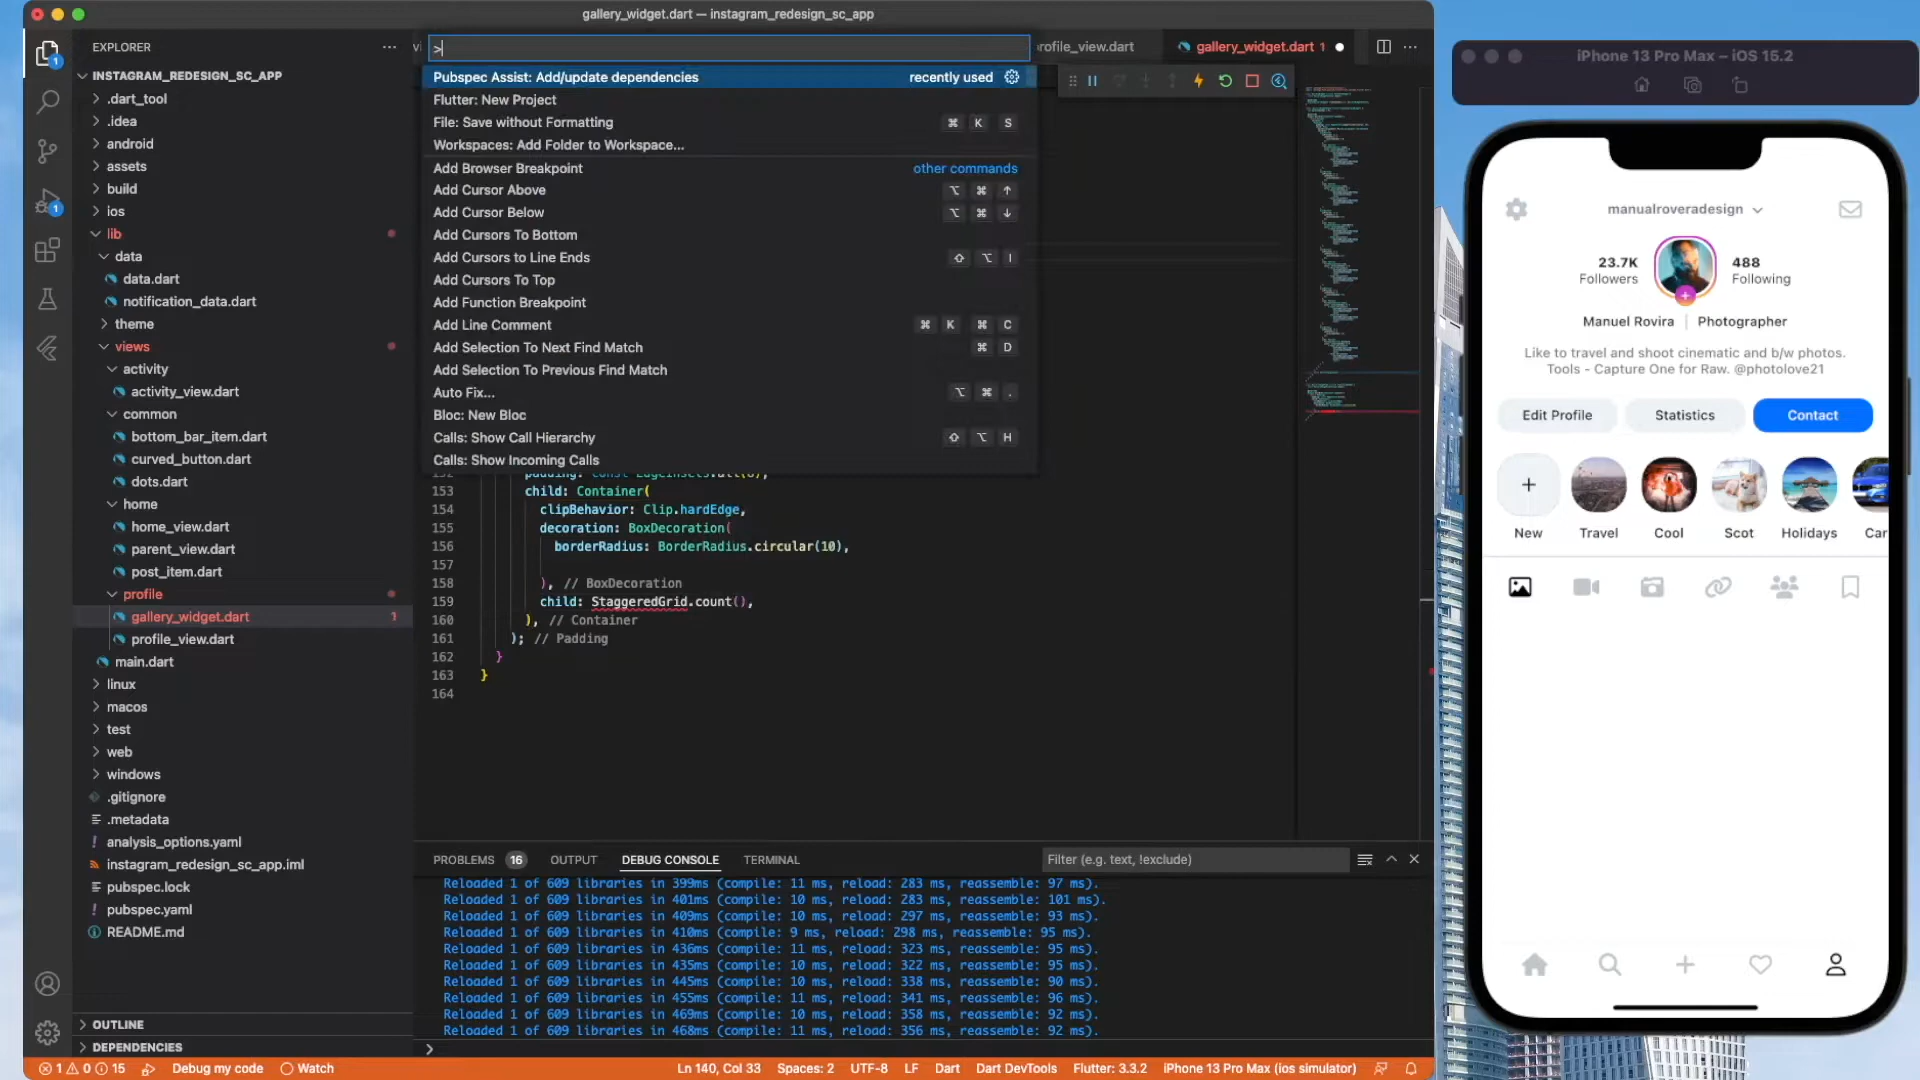 gallery_widget.dart — instagram_redesign_sc_app
EXPLORER
INSTAGRAM_REDESIGN_SC_APP
.dart_tool
.idea
android
assets
build
ios
lib
data
data.dart
notification_data.dart
theme
views
activity
activity_view.dart
common
bottom_bar_item.dart
curved_button.dart
dots.dart
home
home_view.dart
parent_view.dart
post_item.dart
profile
gallery_widget.dart 1
profile_view.dart
main.dart
linux
macos
test
web
windows
.gitignore
.metadata
analysis_options.yaml
instagram_redesign_sc_app.iml
pubspec.lock
pubspec.yaml
README.md
OUTLINE
DEPENDENCIES
1
1
>
rofile_view.dart
gallery_widget.dart 1
Pubspec Assist: Add/update dependencies recently used
Flutter: New Project
File: Save without Formatting ⌘ K S
Workspaces: Add Folder to Workspace...
Add Browser Breakpoint other commands
Add Cursor Above ⌥ ⌘ ↑
Add Cursor Below ⌥ ⌘ ↓
Add Cursors To Bottom
Add Cursors to Line Ends ⇧ ⌥ I
Add Cursors To Top
Add Function Breakpoint
Add Line Comment ⌘ K ⌘ C
Add Selection To Next Find Match ⌘ D
Add Selection To Previous Find Match
Auto Fix... ⌥ ⌘ .
Bloc: New Bloc
Calls: Show Call Hierarchy ⇧ ⌥ H
Calls: Show Incoming Calls
153 child: Container(
154 clipBehavior: Clip.hardEdge,
155 decoration: BoxDecoration(
156 borderRadius: BorderRadius.circular(10),
157
158 ), // BoxDecoration
159 child: StaggeredGrid.count(),
160 ), // Container
161 ); // Padding
162 }
163 }
164
PROBLEMS 16 OUTPUT DEBUG CONSOLE TERMINAL Filter (e.g. text, !exclude)
Reloaded 1 of 609 libraries in 399ms (compile: 11 ms, reload: 283 ms, reassemble: 97 ms).
Reloaded 1 of 609 libraries in 401ms (compile: 10 ms, reload: 283 ms, reassemble: 101 ms).
Reloaded 1 of 609 libraries in 409ms (compile: 10 ms, reload: 297 ms, reassemble: 93 ms).
Reloaded 1 of 609 libraries in 410ms (compile: 9 ms, reload: 298 ms, reassemble: 95 ms).
Reloaded 1 of 609 libraries in 436ms (compile: 11 ms, reload: 323 ms, reassemble: 95 ms).
Reloaded 1 of 609 libraries in 435ms (compile: 10 ms, reload: 322 ms, reassemble: 95 ms).
Reloaded 1 of 609 libraries in 445ms (compile: 10 ms, reload: 338 ms, reassemble: 90 ms).
Reloaded 1 of 609 libraries in 455ms (compile: 11 ms, reload: 341 ms, reassemble: 96 ms).
Reloaded 1 of 609 libraries in 469ms (compile: 10 ms, reload: 358 ms, reassemble: 92 ms).
Reloaded 1 of 609 libraries in 468ms (compile: 11 ms, reload: 356 ms, reassemble: 92 ms).
1 0 15 Debug my code Watch Ln 140, Col 33 Spaces: 2 UTF-8 LF Dart Dart DevTools Flutter: 3.3.2 iPhone 13 Pro Max (ios simulator)
iPhone 13 Pro Max – iOS 15.2
manualroveradesign
23.7K
Followers
488
Following
Manuel Rovira | Photographer
Like to travel and shoot cinematic and b/w photos.
Tools - Capture One for Raw. @photolove21
Edit Profile Statistics Contact
New Travel Cool Scot Holidays Car